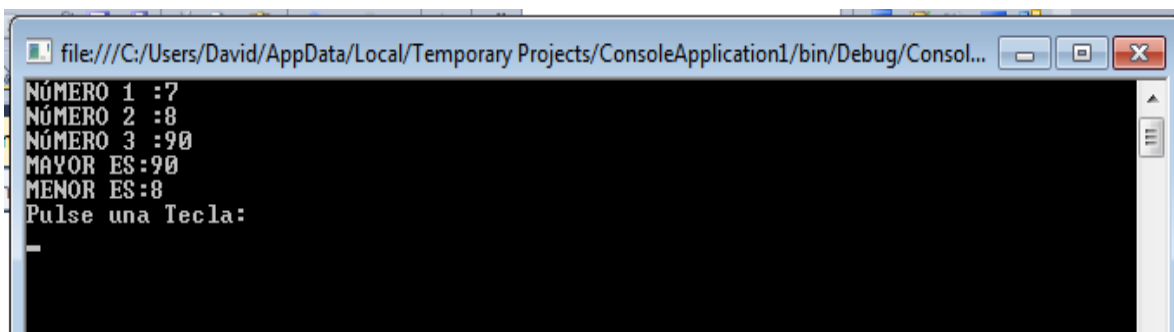 file:///C:/Users/David/AppData/Local/Temporary Projects/ConsoleApplication1/bin/Debug/Consol...
NÚMERO 1 :7
NÚMERO 2 :8
NÚMERO 3 :90
MAYOR ES:90
MENOR ES:8
Pulse una Tecla: